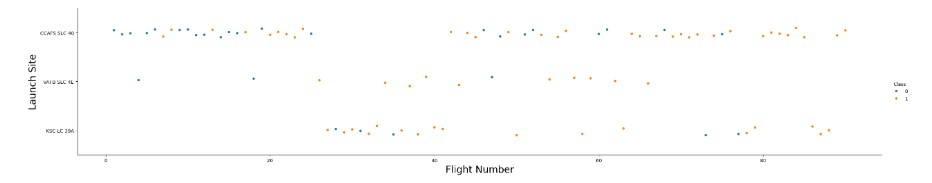 CCAFS SLC 40
VAFB SLC 4E
KSC LC 39A
Launch Site
0
20
40
60
80
Flight Number
Class
0
1